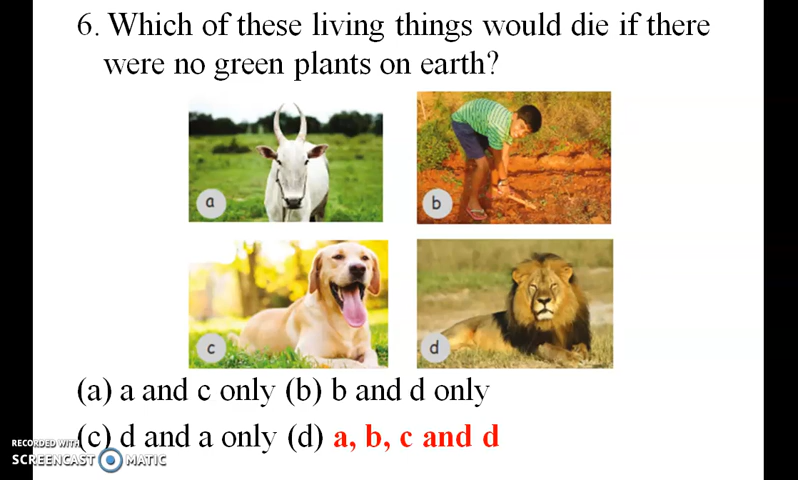 6. Which of these living things would die if there
were no green plants on earth?
a
b
c
d
(a) a and c only (b) b and d only
(c) d and a only (d) a, b, c and d
RECORDED WITH
SCREENCAST MATIC